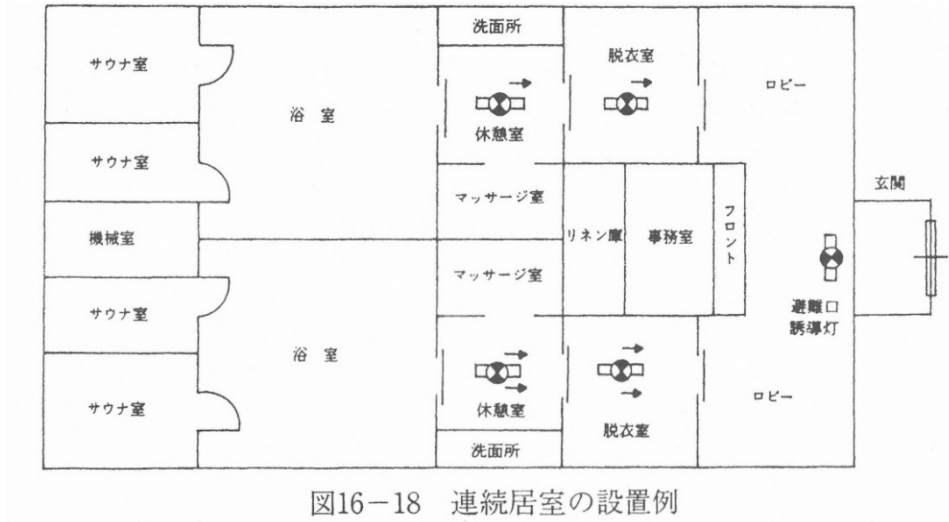 洗面所
サウナ室
脱衣室
ロビー
浴 室
休憩室
サウナ室
マッサージ室
玄関
機械室
リネン庫
事務室
フロント
マッサージ室
サウナ室
避難口
誘導灯
浴 室
サウナ室
休憩室
脱衣室
ロビー
洗面所
図16-18 連続居室の設置例